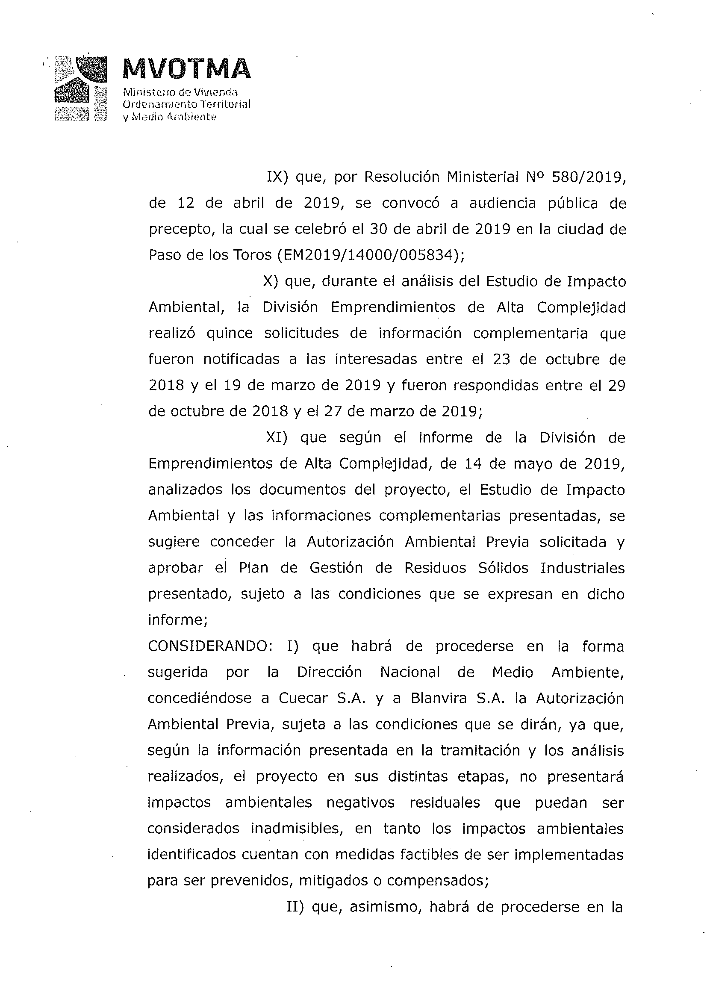 MVOTMA
Ministerio de Vivienda
Ordenamiento Territorial
y Medio Ambiente
IX) que, por Resolución Ministerial Nº 580/2019,
de 12 de abril de 2019, se convocó a audiencia pública de
precepto, la cual se celebró el 30 de abril de 2019 en la ciudad de
Paso de los Toros (EM2019/14000/005834);
X) que, durante el análisis del Estudio de Impacto
Ambiental, la División Emprendimientos de Alta Complejidad
realizó quince solicitudes de información complementaria que
fueron notificadas a las interesadas entre el 23 de octubre de
2018 y el 19 de marzo de 2019 y fueron respondidas entre el 29
de octubre de 2018 y el 27 de marzo de 2019;
XI) que según el informe de la División de
Emprendimientos de Alta Complejidad, de 14 de mayo de 2019,
analizados los documentos del proyecto, el Estudio de Impacto
Ambiental y las informaciones complementarias presentadas, se
sugiere conceder la Autorización Ambiental Previa solicitada y
aprobar el Plan de Gestión de Residuos Sólidos Industriales
presentado, sujeto a las condiciones que se expresan en dicho
informe;
CONSIDERANDO: I) que habrá de procederse en la forma
sugerida por la Dirección Nacional de Medio Ambiente,
concediéndose a Cuecar S.A. y a Blanvira S.A. la Autorización
Ambiental Previa, sujeta a las condiciones que se dirán, ya que,
según la información presentada en la tramitación y los análisis
realizados, el proyecto en sus distintas etapas, no presentará
impactos ambientales negativos residuales que puedan ser
considerados inadmisibles, en tanto los impactos ambientales
identificados cuentan con medidas factibles de ser implementadas
para ser prevenidos, mitigados o compensados;
II) que, asimismo, habrá de procederse en la